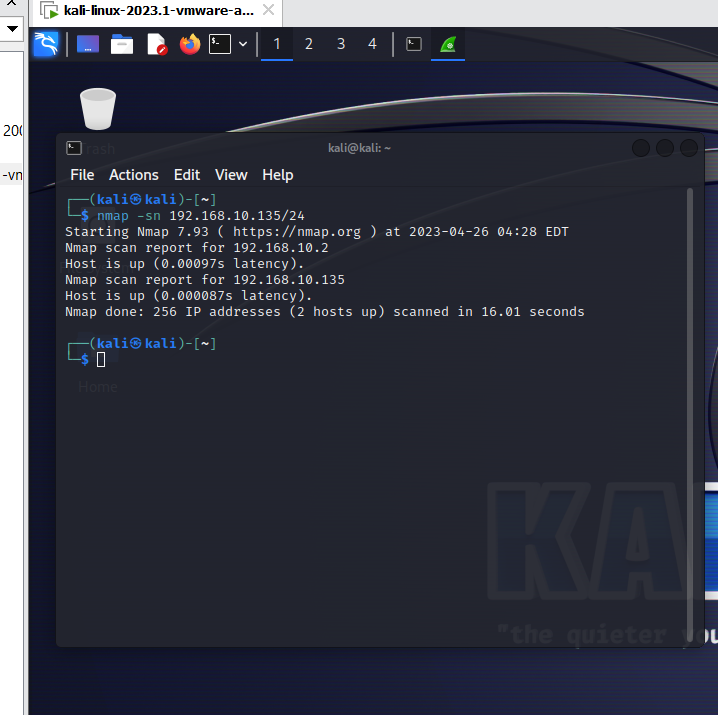 kali-linux-2023.1-vmware-a...
200
-vm
1 2 3 4
Trash
kali@kali: ~
File Actions Edit View Help
┌──(kali㉿kali)-[~]
└─$ nmap -sn 192.168.10.135/24
Starting Nmap 7.93 ( https://nmap.org ) at 2023-04-26 04:28 EDT
Nmap scan report for 192.168.10.2
Host is up (0.00097s latency).
Nmap scan report for 192.168.10.135
Host is up (0.000087s latency).
Nmap done: 256 IP addresses (2 hosts up) scanned in 16.01 seconds
┌──(kali㉿kali)-[~]
└─$
Home
KA
"the quieter you